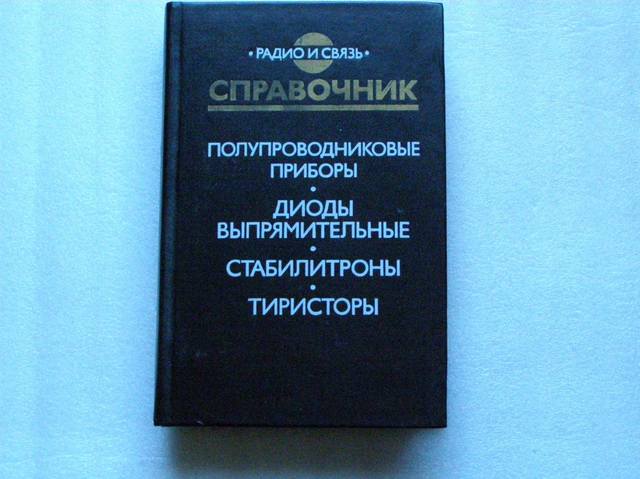 • РАДИО И СВЯЗЬ •
СПРАВОЧНИК
ПОЛУПРОВОДНИКОВЫЕ
ПРИБОРЫ
•
ДИОДЫ
ВЫПРЯМИТЕЛЬНЫЕ
•
СТАБИЛИТРОНЫ
•
ТИРИСТОРЫ